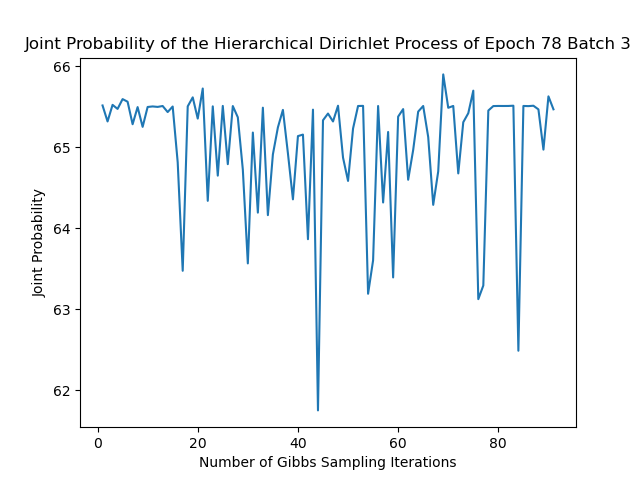 Joint Probability of the Hierarchical Dirichlet Process of Epoch 78 Batch 3
66
65
64
63
62
Joint Probability
0 20 40 60 80
Number of Gibbs Sampling Iterations